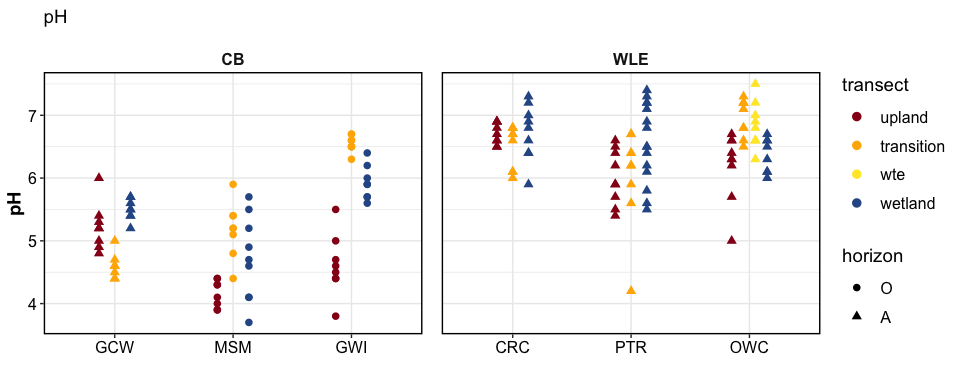 pH
CB
WLE
pH
7
6
5
4
GCW
MSM
GWI
CRC
PTR
OWC
transect
upland
transition
wte
wetland
horizon
O
A